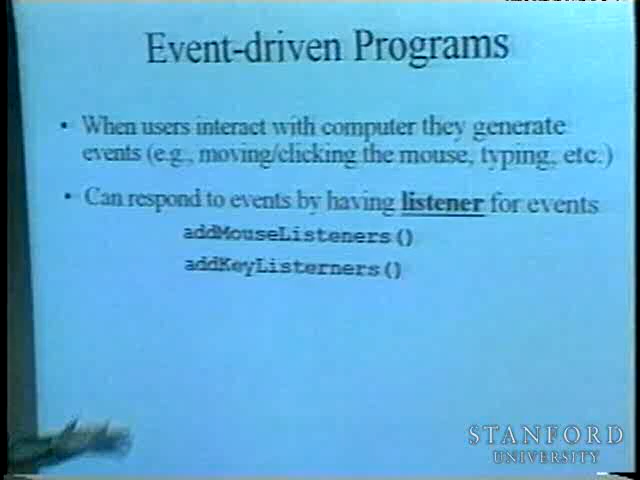 Event-driven Programs
• When users interact with computer they generate
events (e.g., moving/clicking the mouse, typing, etc.)
• Can respond to events by having listener for events
addMouseListeners()
addKeyListerners()
STANFORD
UNIVERSITY